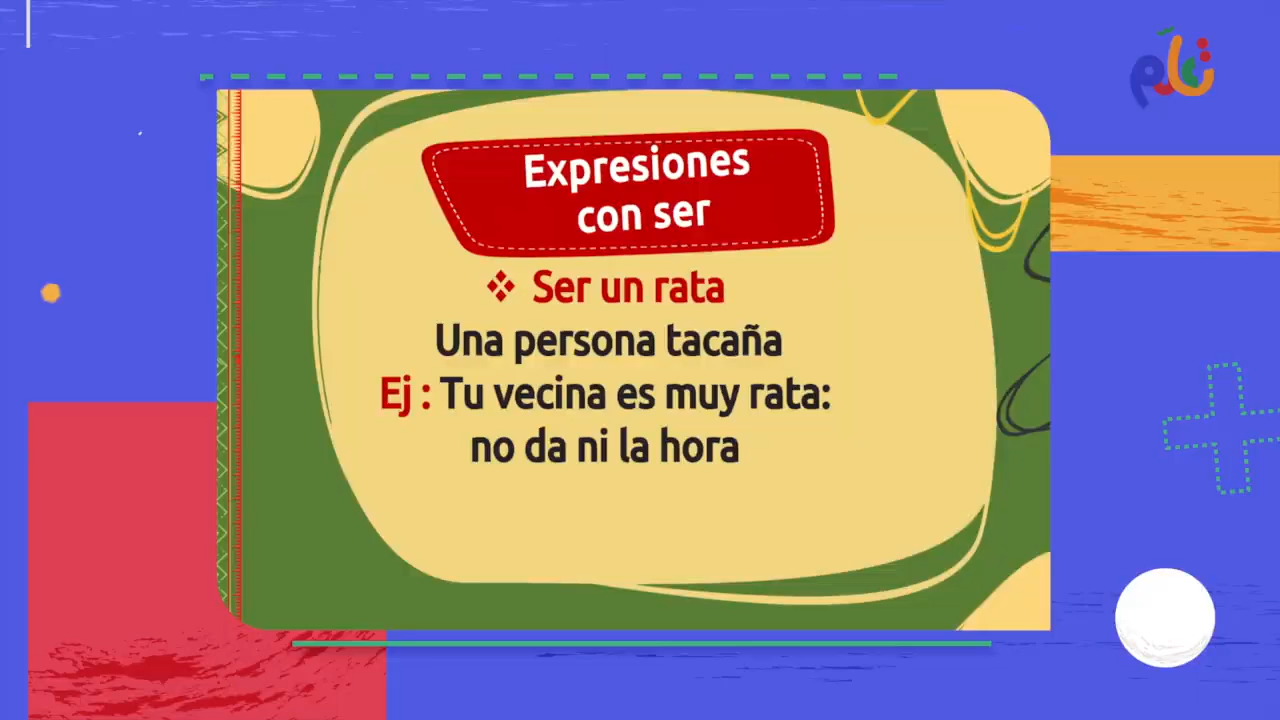 Expresiones
con ser
❖ Ser un rata
Una persona tacaña
Ej : Tu vecina es muy rata:
no da ni la hora